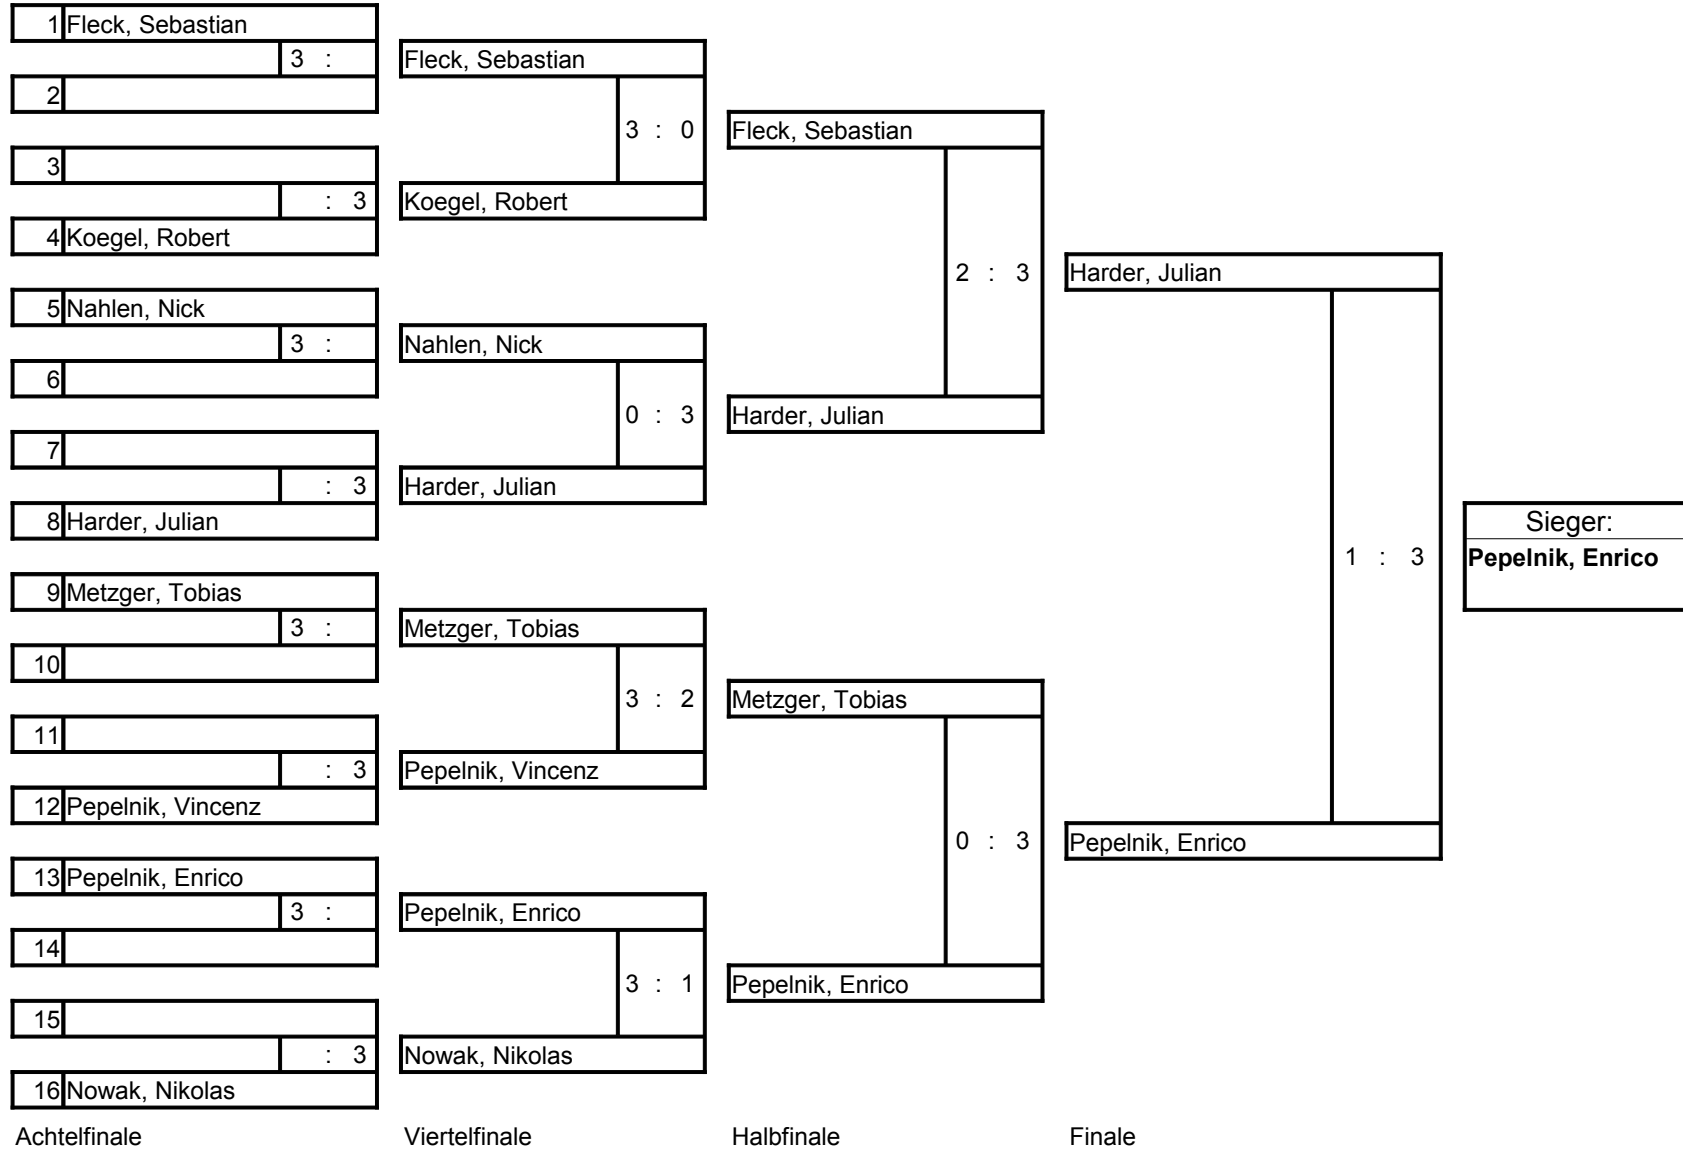 1 Fleck, Sebastian
3 :
2
3
: 3
4 Koegel, Robert
5 Nahlen, Nick
3 :
6
7
: 3
8 Harder, Julian
9 Metzger, Tobias
3 :
10
11
: 3
12 Pepelnik, Vincenz
13 Pepelnik, Enrico
3 :
14
15
: 3
16 Nowak, Nikolas
Achtelfinale
Fleck, Sebastian
3 : 0
Koegel, Robert
Nahlen, Nick
0 : 3
Harder, Julian
Metzger, Tobias
3 : 2
Pepelnik, Vincenz
Pepelnik, Enrico
3 : 1
Nowak, Nikolas
Viertelfinale
Fleck, Sebastian
2 : 3
Harder, Julian
Metzger, Tobias
0 : 3
Pepelnik, Enrico
Halbfinale
Harder, Julian
1 : 3
Pepelnik, Enrico
Finale
Sieger:
Pepelnik, Enrico